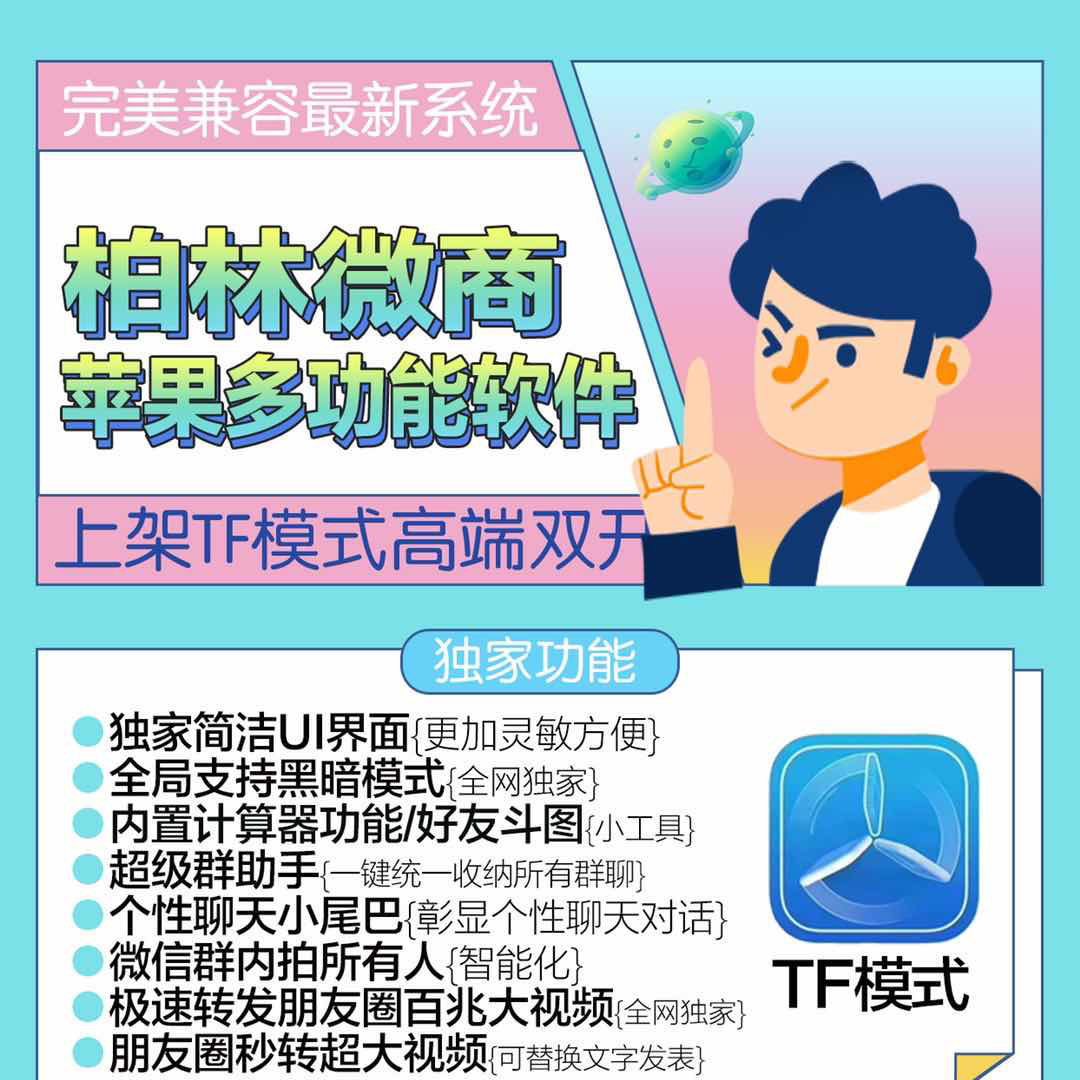 完美兼容最新系统
柏林微商
苹果多功能软件
上架TF模式高端双开
独家功能
独家简洁UI界面{更加灵敏方便}
全局支持黑暗模式{全网独家}
内置计算器功能/好友斗图{小工具}
超级群助手{一键统一收纳所有群聊}
个性聊天小尾巴{彰显个性聊天对话}
微信群内拍所有人{智能化}
极速转发朋友圈百兆大视频{全网独家}
朋友圈秒转超大视频{可替换文字发表}
TF模式